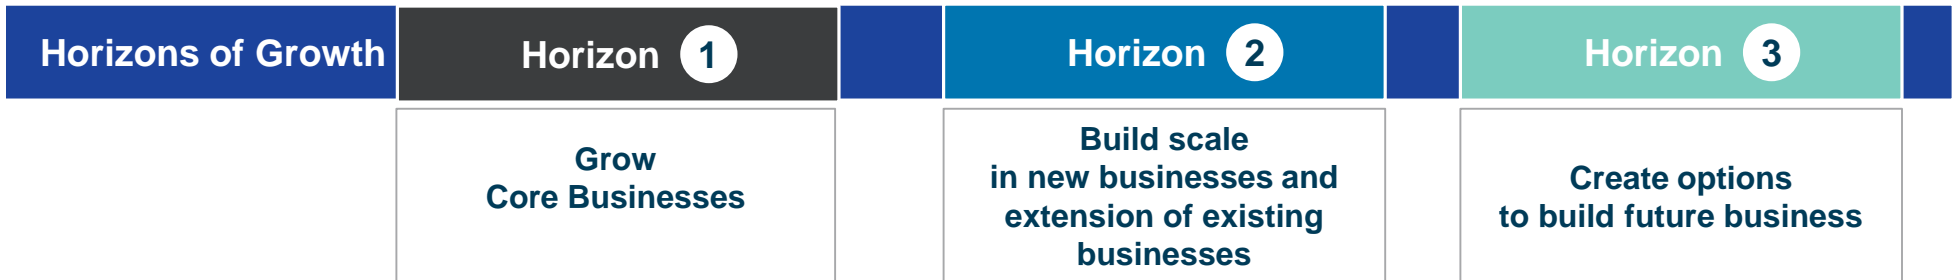 Horizons of Growth
Horizon 1
Horizon 2
Horizon 3
Grow
Core Businesses
Build scale
in new businesses and
extension of existing
businesses
Create options
to build future business